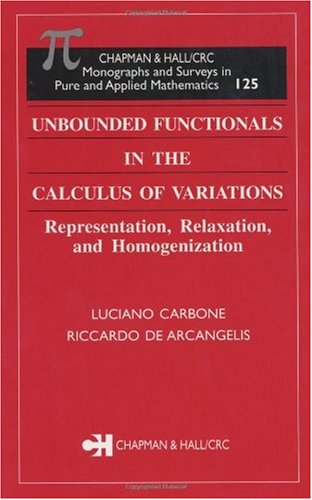 π
CHAPMAN & HALL/CRC
Monographs and Surveys in
Pure and Applied Mathematics 125
UNBOUNDED FUNCTIONALS
IN THE
CALCULUS OF VARIATIONS
Representation, Relaxation,
and Homogenization
LUCIANO CARBONE
RICCARDO DE ARCANGELIS
CH CHAPMAN & HALL/CRC